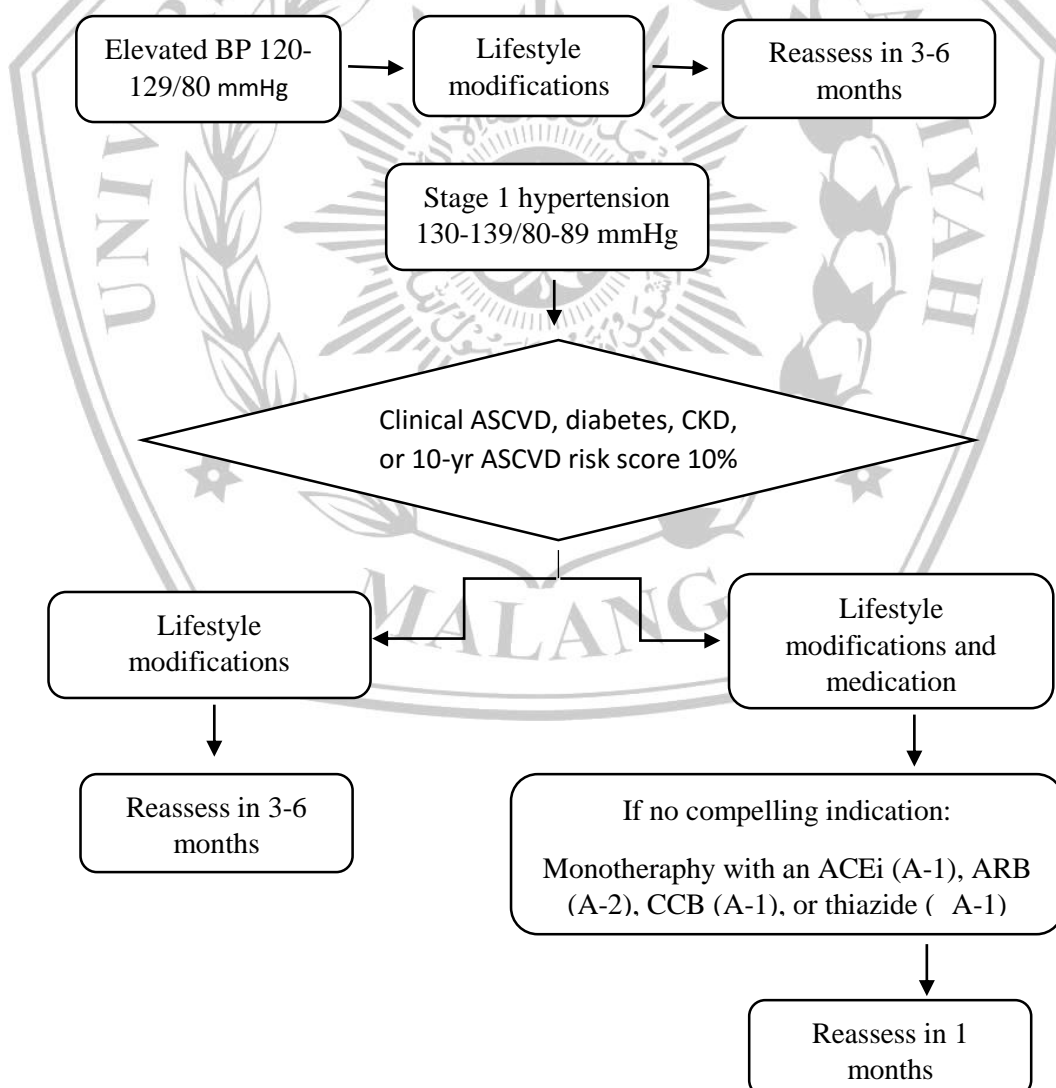 Elevated BP 120-
129/80 mmHg
Lifestyle
modifications
Reassess in 3-6
months
Stage 1 hypertension
130-139/80-89 mmHg
Clinical ASCVD, diabetes, CKD,
or 10-yr ASCVD risk score 10%
Lifestyle
modifications
Lifestyle
modifications and
medication
Reassess in 3-6
months
If no compelling indication:
Monotheraphy with an ACEi (A-1), ARB
(A-2), CCB (A-1), or thiazide ( A-1)
Reassess in 1
months
MALANG